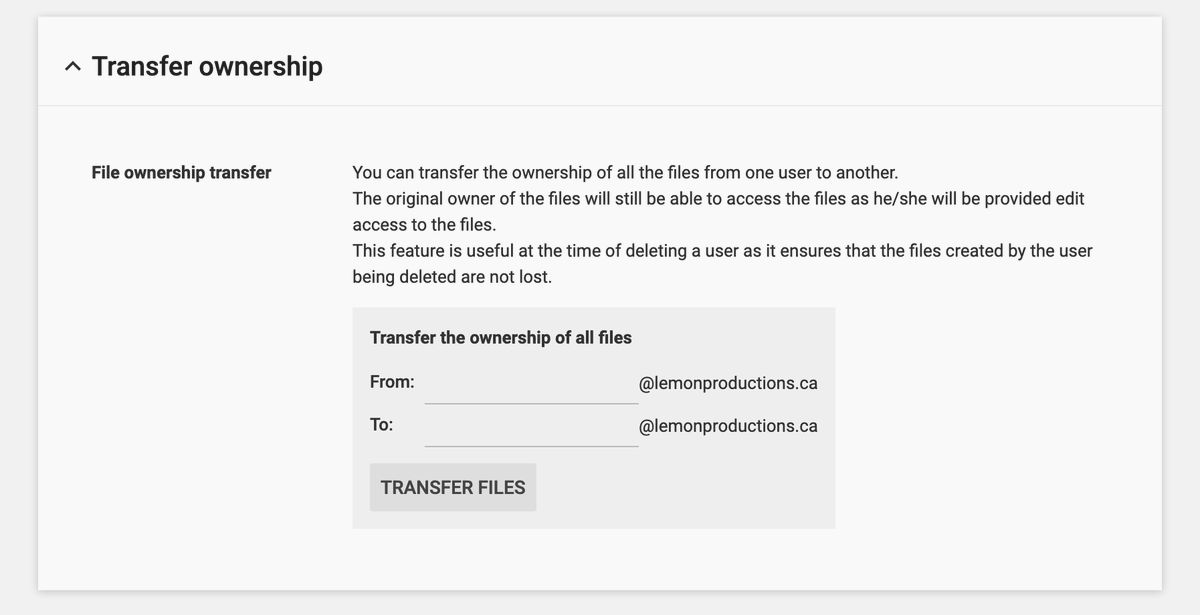 Transfer ownership
File ownership transfer
You can transfer the ownership of all the files from one user to another.
The original owner of the files will still be able to access the files as he/she will be provided edit
access to the files.
This feature is useful at the time of deleting a user as it ensures that the files created by the user
being deleted are not lost.
Transfer the ownership of all files
From: @lemonproductions.ca
To: @lemonproductions.ca
TRANSFER FILES